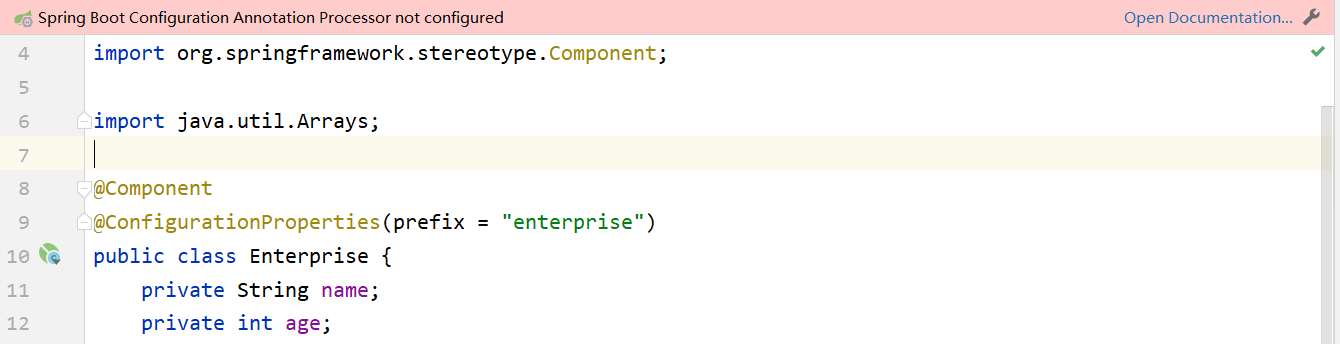 Spring Boot Configuration Annotation Processor not configured Open Documentation...
4 import org.springframework.stereotype.Component;
5
6 import java.util.Arrays;
7
8 @Component
9 @ConfigurationProperties(prefix = "enterprise")
10 public class Enterprise {
11 private String name;
12 private int age;